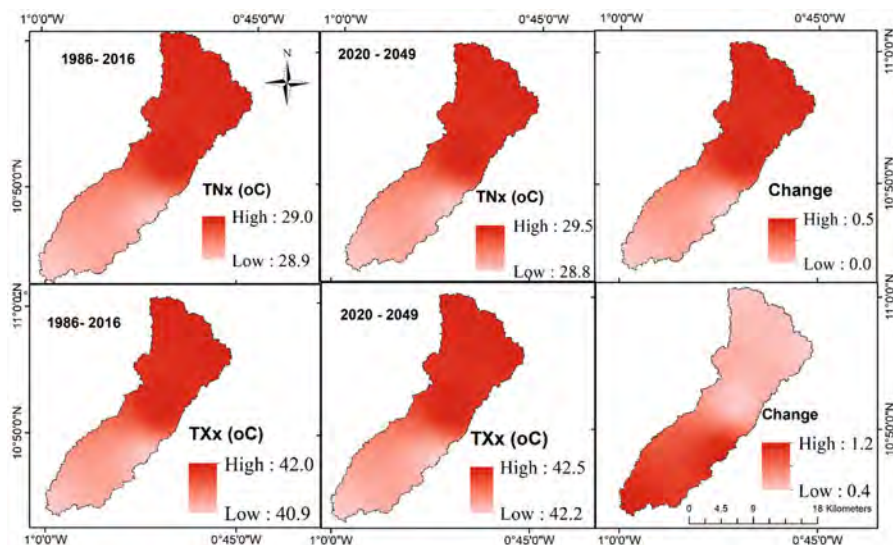 1°0'0"W 0°45'0"W 1°0'0"W 0°45'0"W 1°0'0"W 0°45'0"W
1986- 2016
N
2020 - 2049
11°0'0"N
10°50'0"N
TNx (oC)
High : 29.0
Low : 28.9
TNx (oC)
High : 29.5
Low : 28.8
Change
High : 0.5
Low : 0.0
10°50'0"N
11°0'0"N
1986- 2016
2020 - 2049
11°0'0"N
10°50'0"N
TXx (oC)
High : 42.0
Low : 40.9
TXx (oC)
High : 42.5
Low : 42.2
Change
High : 1.2
Low : 0.4
10°50'0"N
0 4.5 9 18 Kilometers
1°0'0"W 0°45'0"W 1°0'0"W 0°45'0"W 1°0'0"W 0°45'0"W